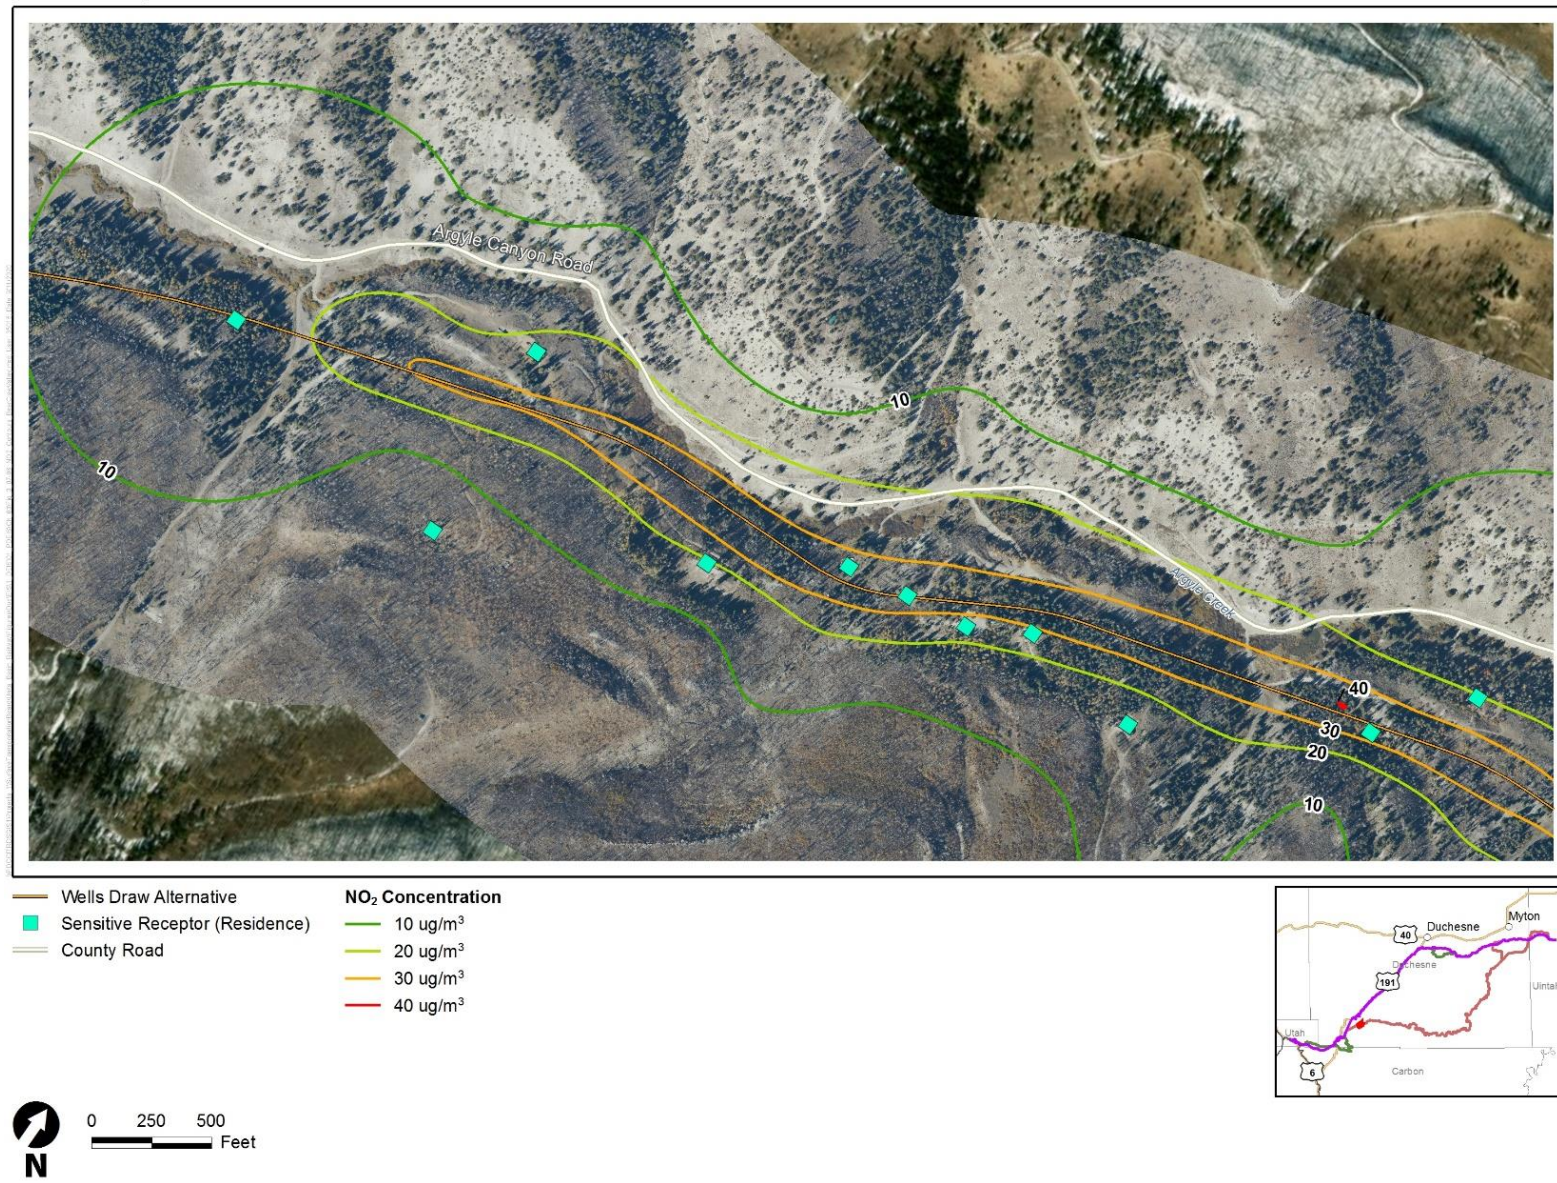 Argyle Canyon Road
10
10
Argyle Creek
40
30
20
10
Wells Draw Alternative
Sensitive Receptor (Residence)
County Road
NO₂ Concentration
10 ug/m³
20 ug/m³
30 ug/m³
40 ug/m³
Myton
Duchesne
40
Duchesne
191
Uintah
Utah
6
Carbon
0 250 500
Feet
N